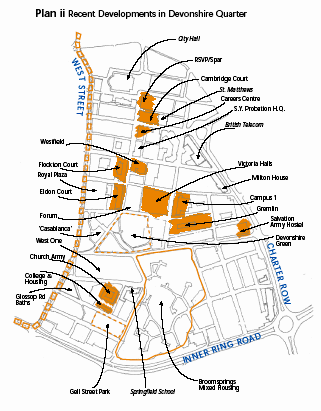 Plan ii Recent Developments in Devonshire Quarter
City Hall
RSVP/Spar
Cambridge Court
St. Matthews
Careers Centre
S.Y. Probation H.Q.
British Telecom
WEST STREET
Westfield
Flockton Court
Royal Plaza
Eldon Court
Forum
'Casablanca'
West One
Church Army
College &
Housing
Glossop Rd
Baths
Victoria Halls
Milton House
Campus 1
Gremlin
Salvation
Army Hostel
Devonshire
Green
CHARTER ROW
INNER RING ROAD
Gell Street Park
Springfield School
Broomsprings
Mixed Housing